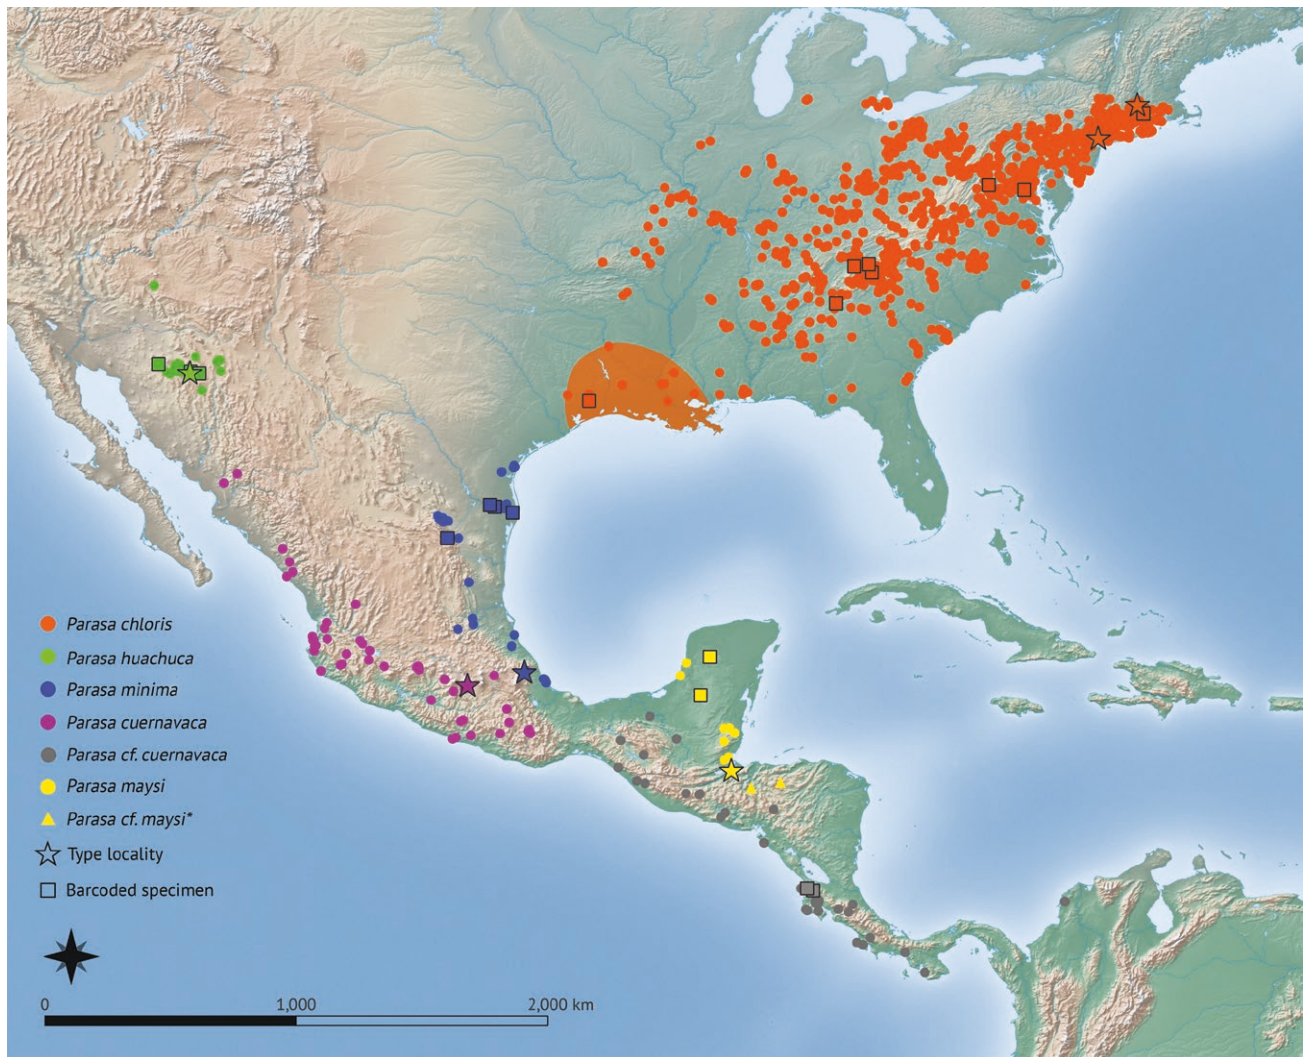 Parasa chloris
Parasa huachuca
Parasa minima
Parasa cuernavaca
Parasa cf. cuernavaca
Parasa maysi
Parasa cf. maysi*
Type locality
Barcoded specimen
0 1,000 2,000 km